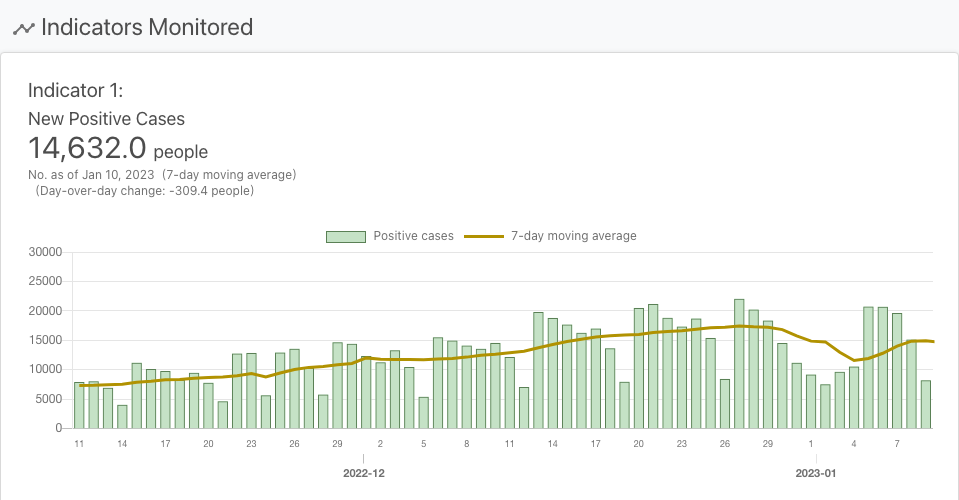 Indicators Monitored
Indicator 1:
New Positive Cases
14,632.0 people
No. as of Jan 10, 2023 (7-day moving average)
(Day-over-day change: -309.4 people)
Positive cases 7-day moving average
30000
25000
20000
15000
10000
5000
0
11 14 17 20 23 26 29 2 5 8 11 14 17 20 23 26 29 1 4 7
2022-12 2023-01